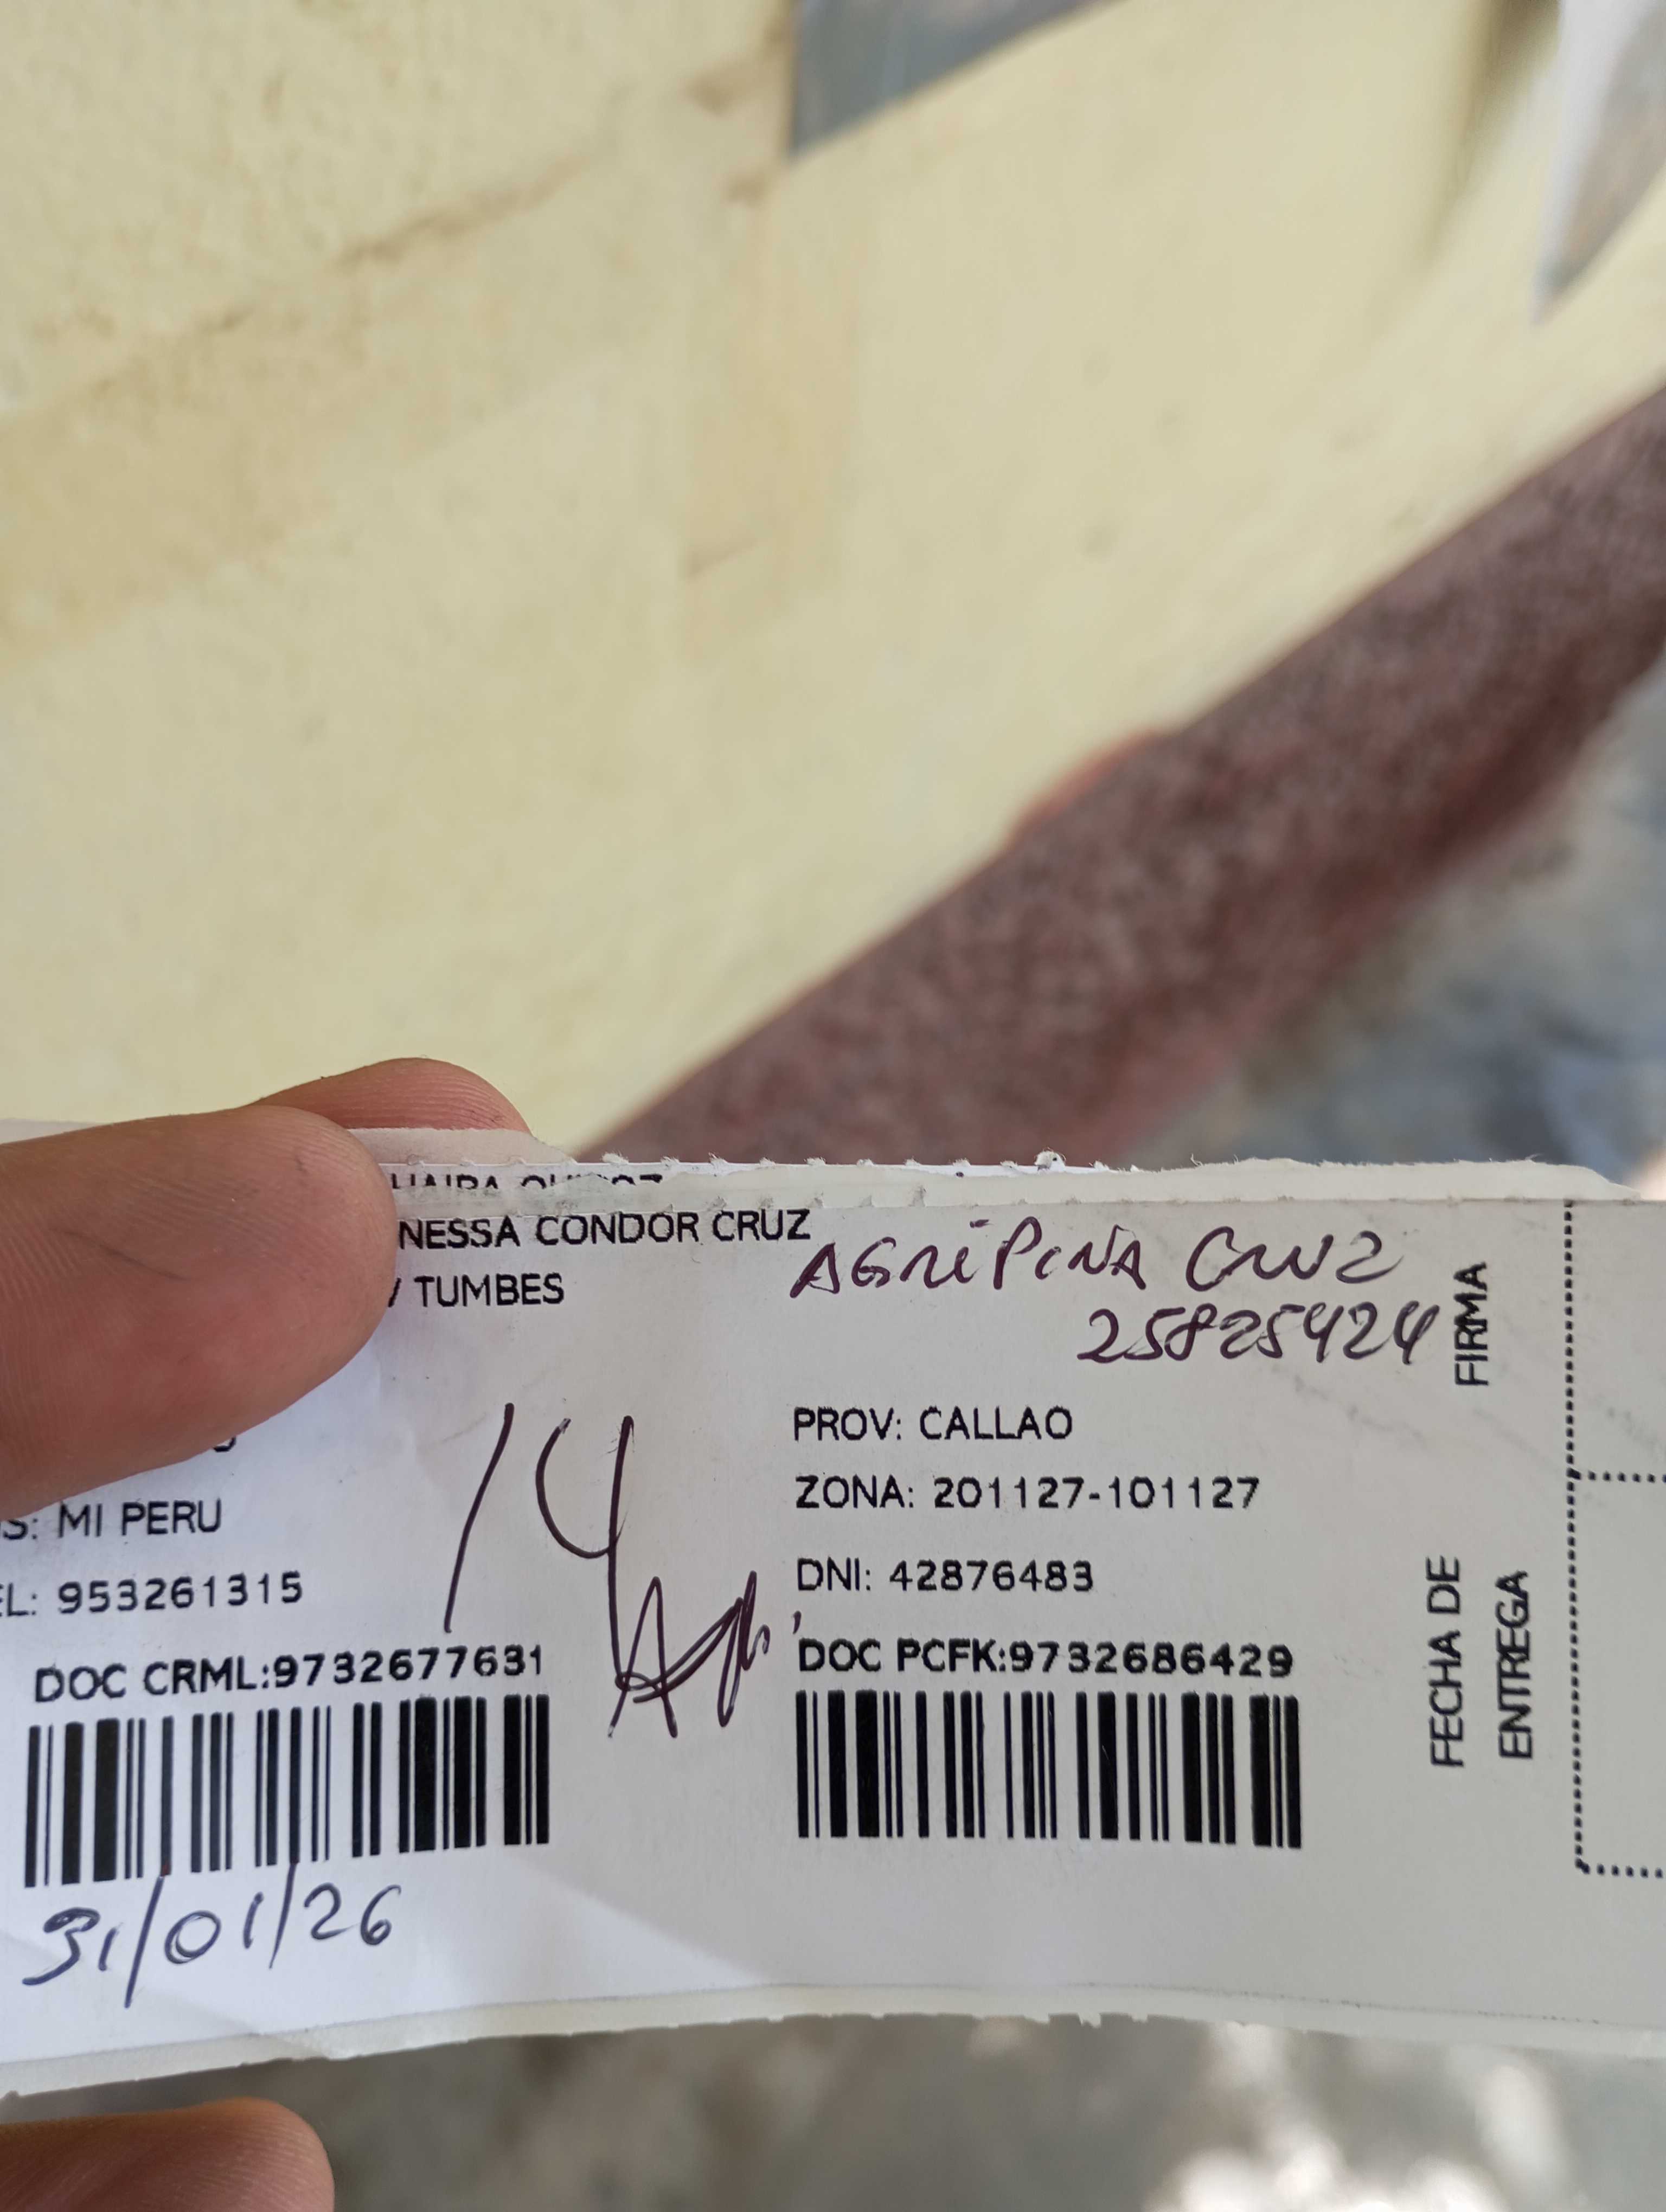 NESSA CONDOR CRUZ
/ TUMBES
AGRIPINA CRUZ
25825424
FIRMA
PROV: CALLAO
ZONA: 201127-101127
S: MI PERU
DNI: 42876483
EL: 953261315
14
DOC CRML:9732677631
DOC PCFK:9732686429
FECHA DE
ENTREGA
31/01/26